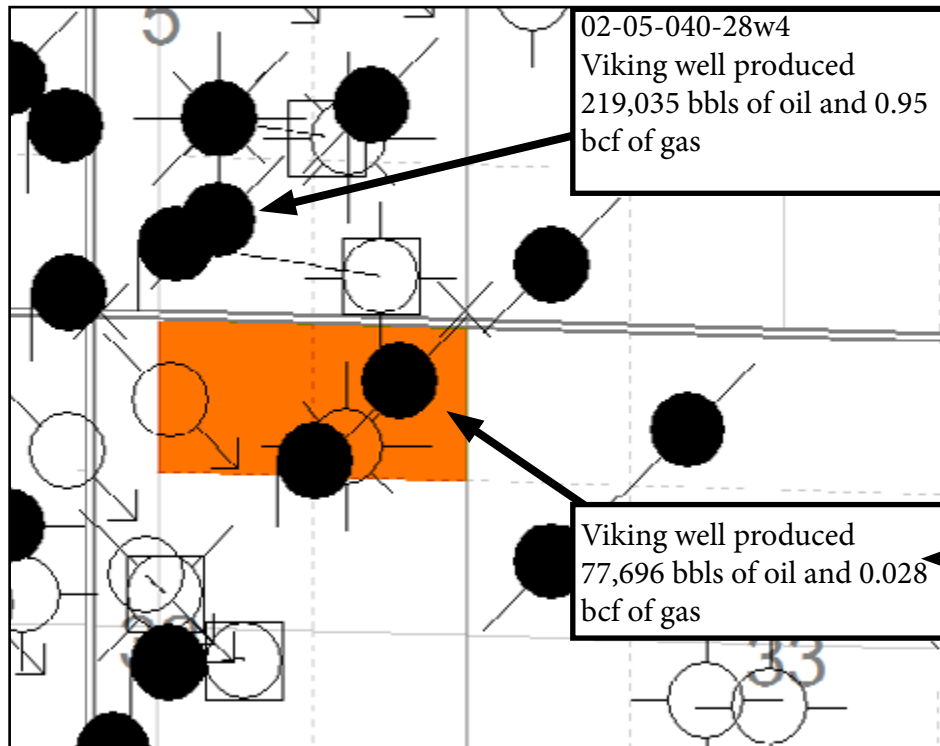 5
02-05-040-28w4
Viking well produced
219,035 bbls of oil and 0.95
bcf of gas
Viking well produced
77,696 bbls of oil and 0.028
bcf of gas
33